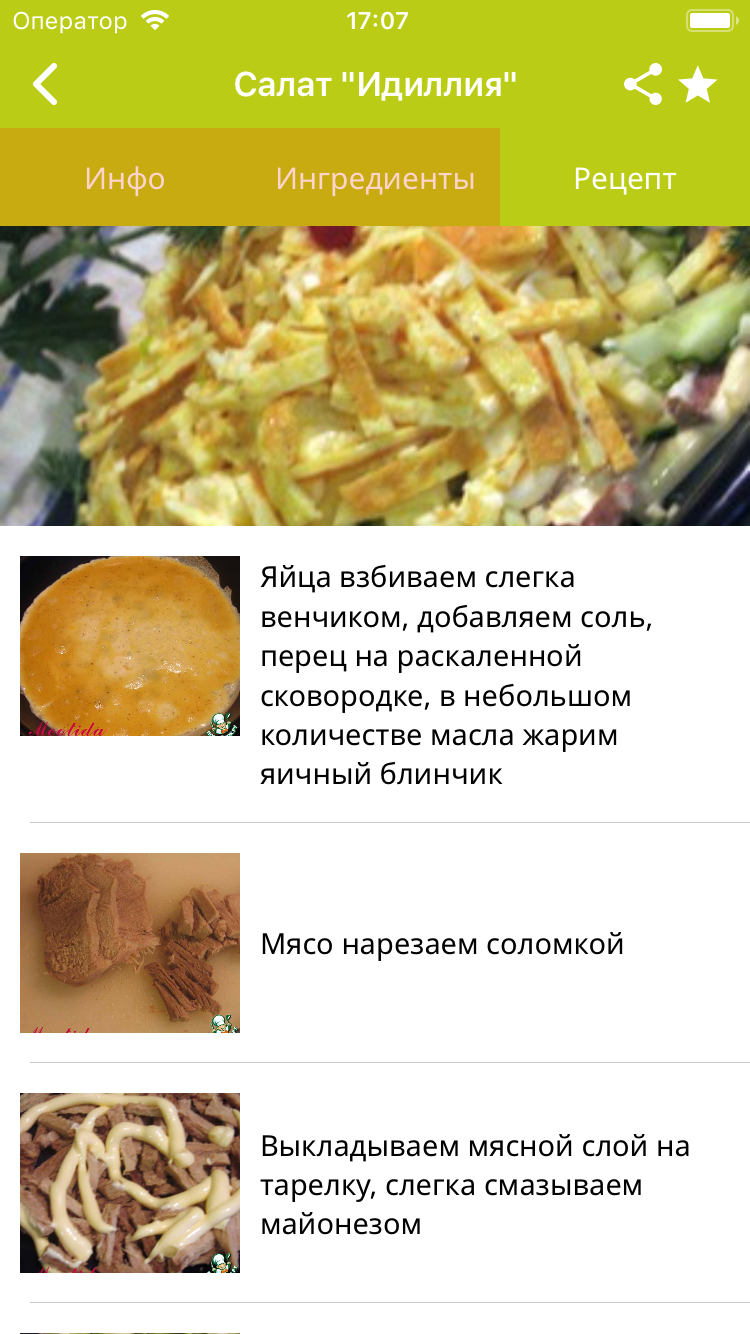 Оператор 17:07
Салат "Идиллия"
Инфо Ингредиенты Рецепт
Яйца взбиваем слегка
венчиком, добавляем соль,
перец на раскаленной
сковородке, в небольшом
количестве масла жарим
яичный блинчик
Мясо нарезаем соломкой
Выкладываем мясной слой на
тарелку, слегка смазываем
майонезом